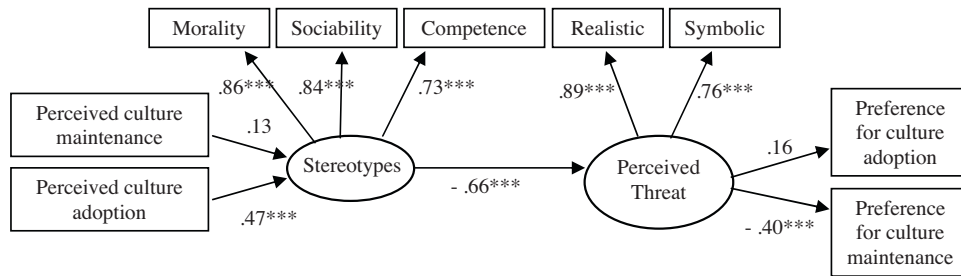 Morality
Sociability
Competence
Realistic
Symbolic
.86***
.84***
.73***
.89***
.76***
Perceived culture
maintenance
.13
Perceived culture
adoption
.47***
Stereotypes
- .66***
Perceived
Threat
.16
Preference
for culture
adoption
- .40***
Preference
for culture
maintenance